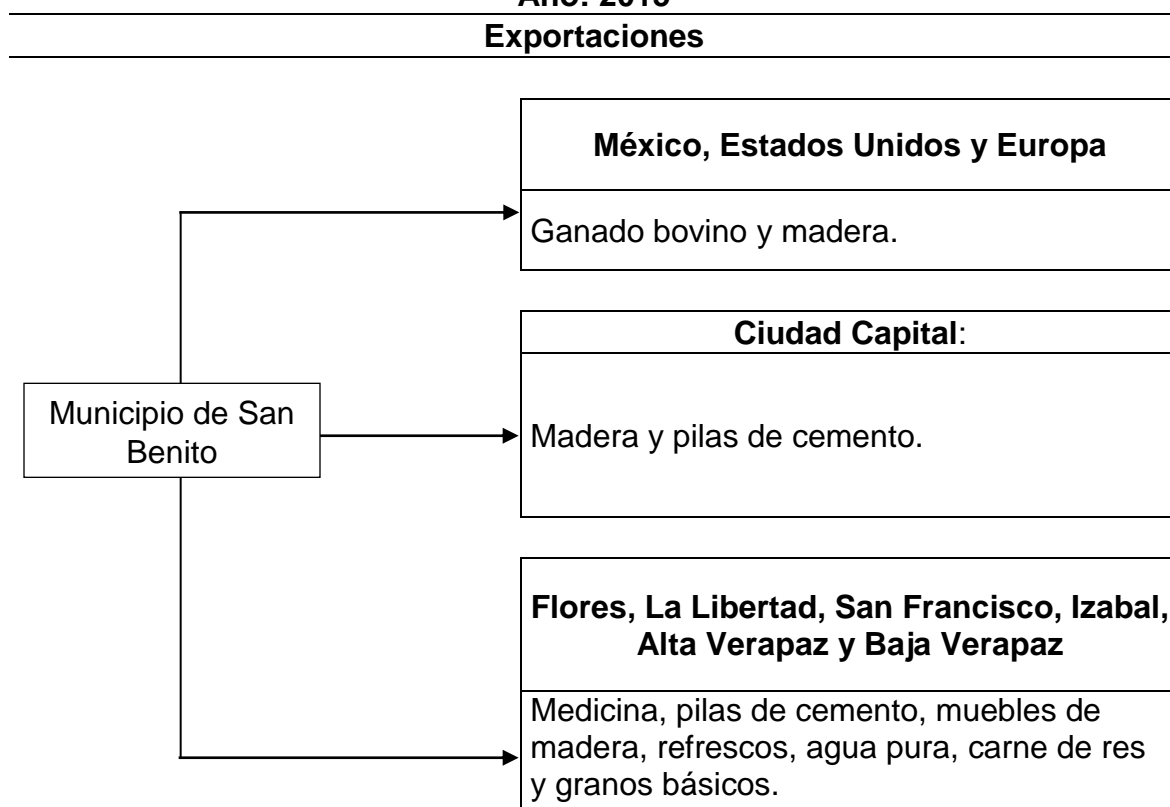 Exportaciones
México, Estados Unidos y Europa
Ganado bovino y madera.
Ciudad Capital:
Madera y pilas de cemento.
Municipio de San
Benito
Flores, La Libertad, San Francisco, Izabal,
Alta Verapaz y Baja Verapaz
Medicina, pilas de cemento, muebles de
madera, refrescos, agua pura, carne de res
y granos básicos.